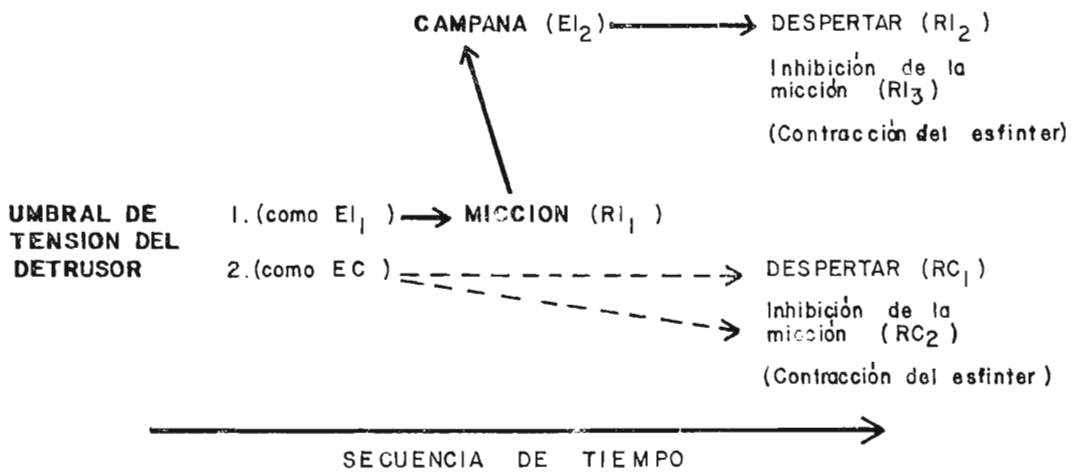 CAMPANA (EI₂) DESPERTAR (RI₂)
Inhibición de la
micción (RI₃)
(Contracción del esfinter)
UMBRAL DE
TENSION DEL
DETRUSOR
1. (como EI₁ ) MICCION (RI₁ )
2. (como EC ) DESPERTAR (RC₁)
Inhibición de la
micción (RC₂)
(Contracción del esfinter )
SECUENCIA DE TIEMPO